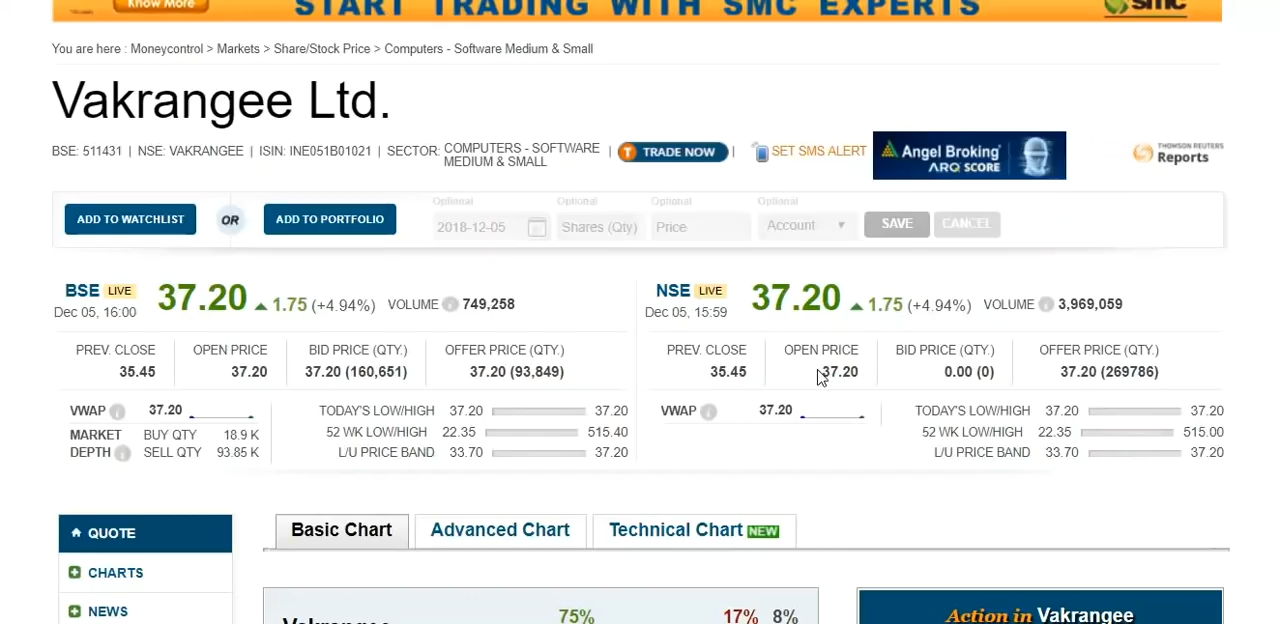 Know More
START TRADING WITH SMC EXPERTS
smc
You are here : Moneycontrol > Markets > Share/Stock Price > Computers - Software Medium & Small
Vakrangee Ltd.
BSE: 511431 | NSE: VAKRANGEE | ISIN: INE051B01021 | SECTOR: COMPUTERS - SOFTWARE MEDIUM & SMALL | T TRADE NOW | SET SMS ALERT
Angel Broking
ARQ SCORE
THOMSON REUTERS
Reports
Optional Optional Optional Optional
ADD TO WATCHLIST OR ADD TO PORTFOLIO 2018-12-05 Shares (Qty) Price Account SAVE CANCEL
BSE LIVE 37.20 1.75 (+4.94%) VOLUME 749,258
Dec 05, 16:00
PREV. CLOSE OPEN PRICE BID PRICE (QTY.) OFFER PRICE (QTY.)
35.45 37.20 37.20 (160,651) 37.20 (93,849)
VWAP 37.20
MARKET DEPTH BUY QTY 18.9 K
SELL QTY 93.85 K
TODAY'S LOW/HIGH 37.20 37.20
52 WK LOW/HIGH 22.35 515.40
L/U PRICE BAND 33.70 37.20
NSE LIVE 37.20 1.75 (+4.94%) VOLUME 3,969,059
Dec 05, 15:59
PREV. CLOSE OPEN PRICE BID PRICE (QTY.) OFFER PRICE (QTY.)
35.45 37.20 0.00 (0) 37.20 (269786)
VWAP 37.20
TODAY'S LOW/HIGH 37.20 37.20
52 WK LOW/HIGH 22.35 515.00
L/U PRICE BAND 33.70 37.20
QUOTE
CHARTS
NEWS
Basic Chart Advanced Chart Technical Chart NEW
Vakrangee 75% 17% 8%
Action in Vakrangee